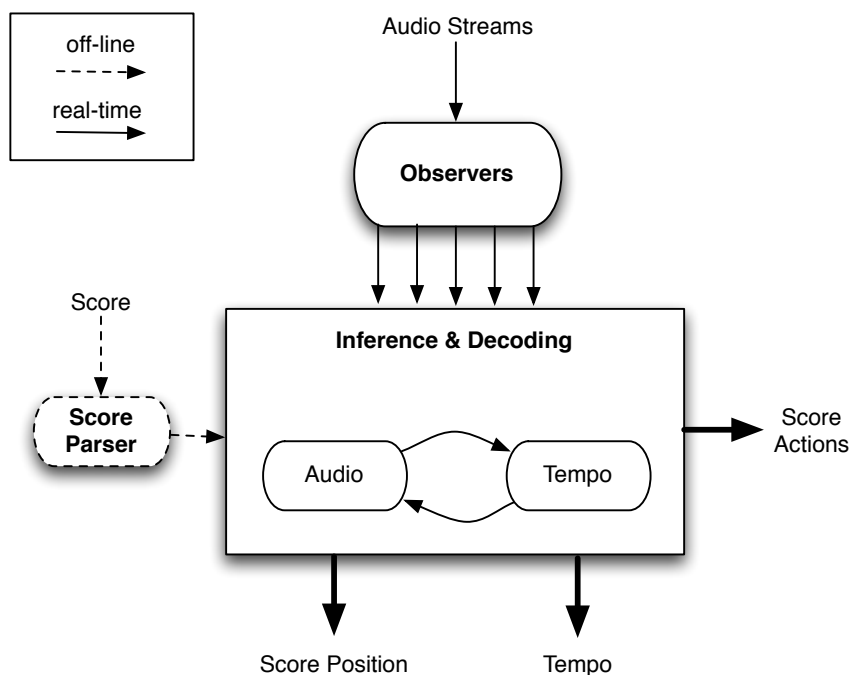 off-line
real-time
Audio Streams
Observers
Score
Inference & Decoding
Score
Parser
Audio
Tempo
Score
Actions
Score Position
Tempo